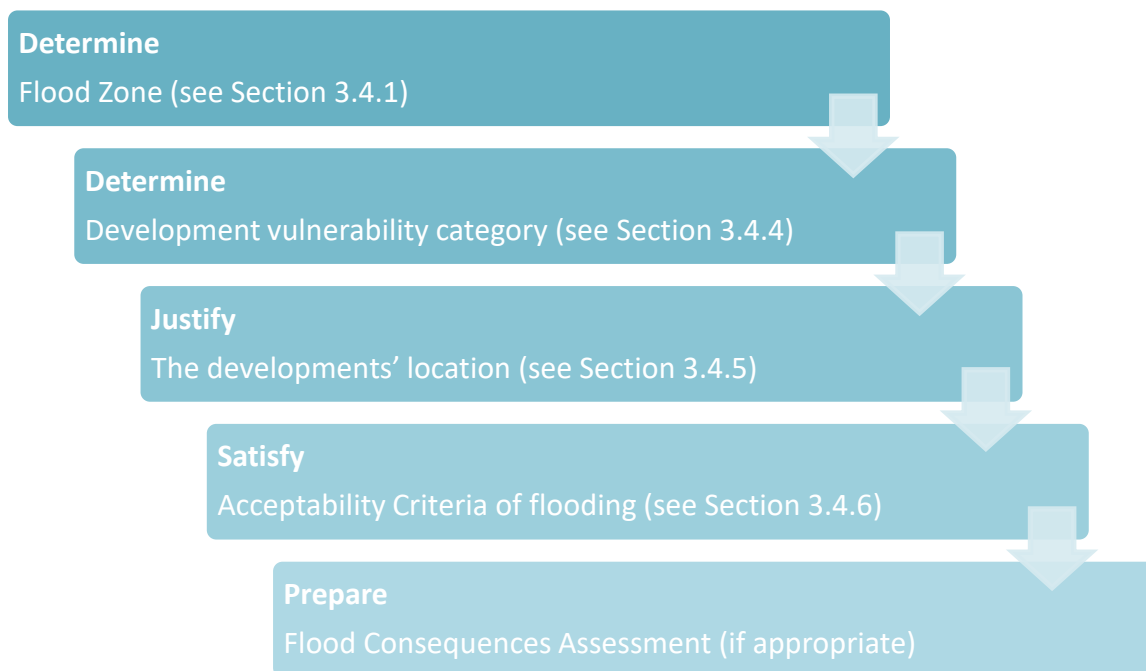 Determine
Flood Zone (see Section 3.4.1)
Determine
Development vulnerability category (see Section 3.4.4)
Justify
The developments’ location (see Section 3.4.5)
Satisfy
Acceptability Criteria of flooding (see Section 3.4.6)
Prepare
Flood Consequences Assessment (if appropriate)